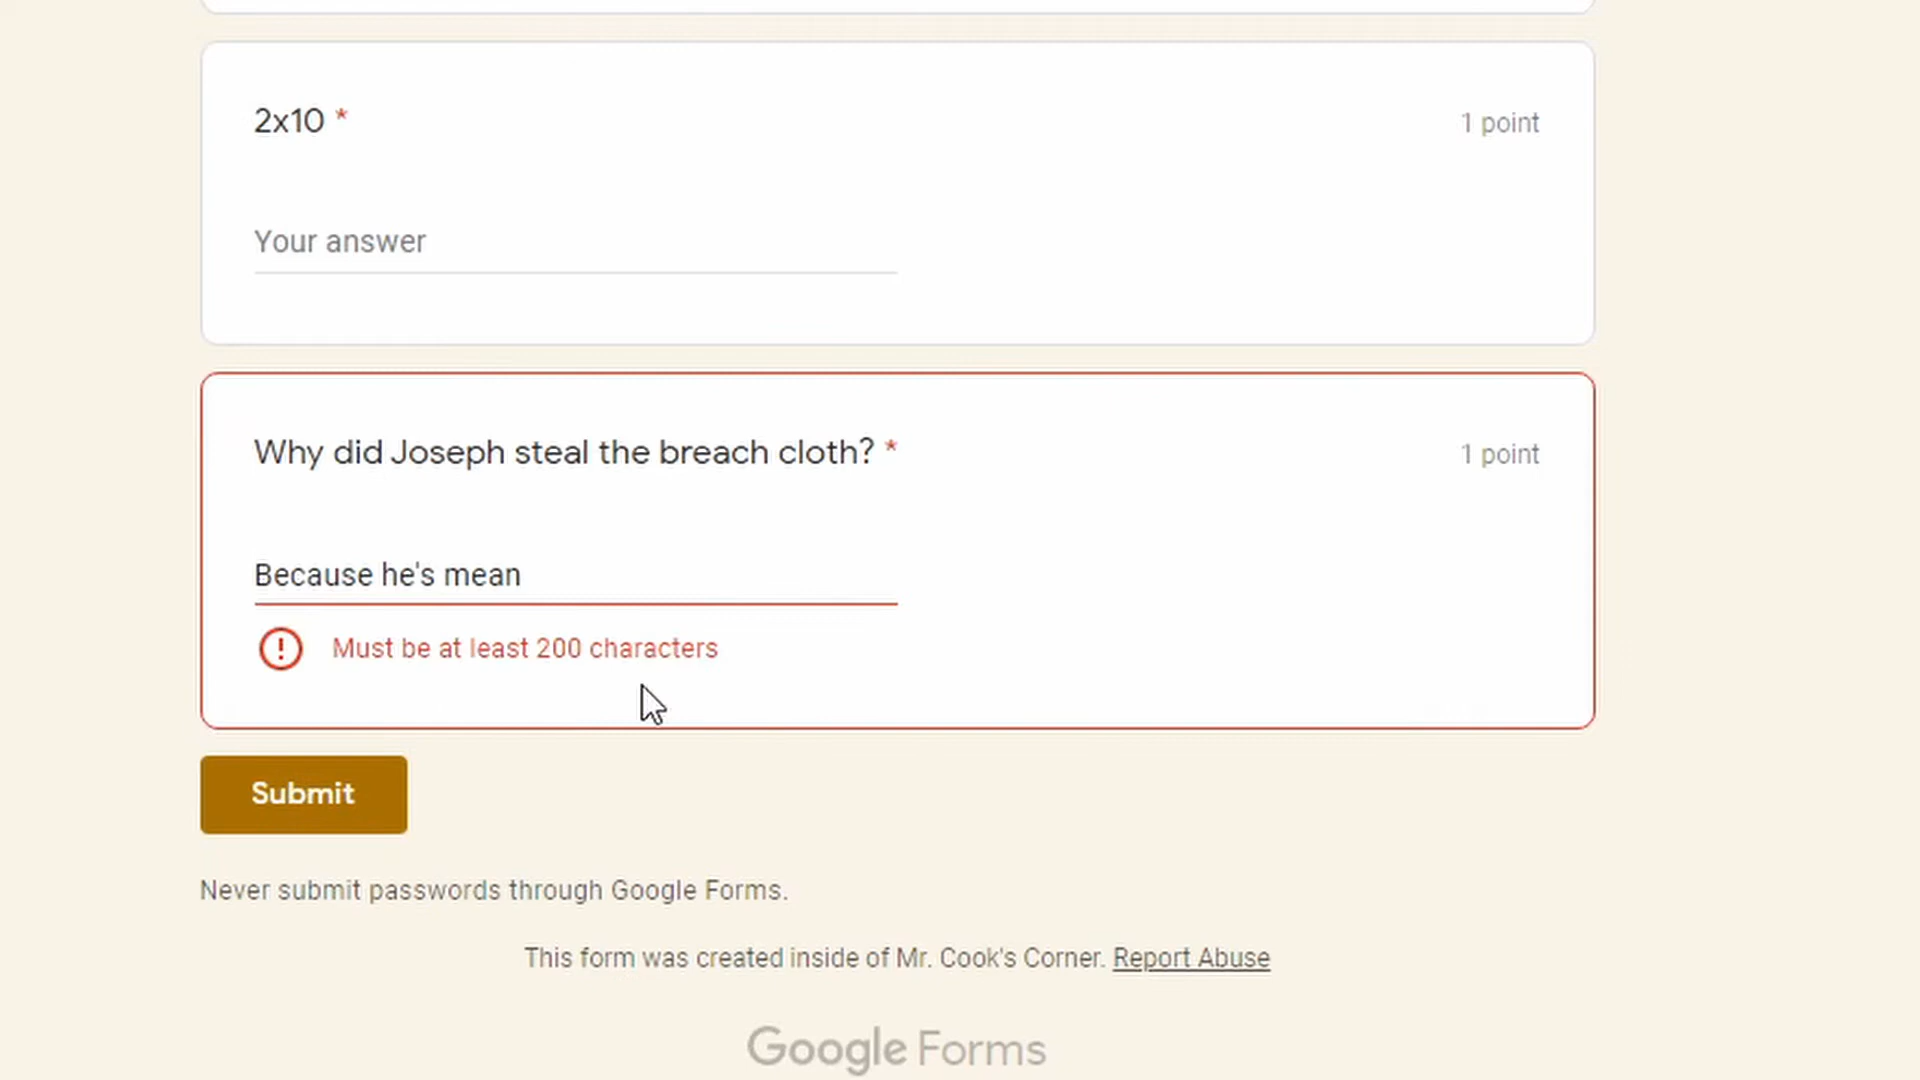 2x10 *
1 point
Your answer
Why did Joseph steal the breach cloth? *
1 point
Because he's mean
! Must be at least 200 characters
Submit
Never submit passwords through Google Forms.
This form was created inside of Mr. Cook's Corner. Report Abuse
Google Forms